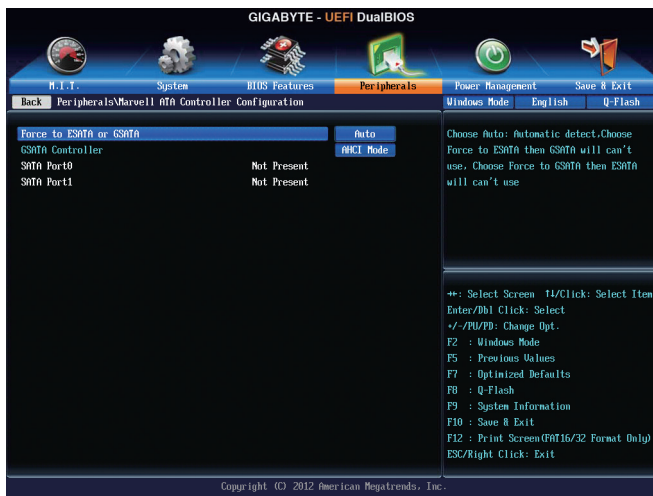 GIGABYTE - UEFI DualBIOS
M.I.T. System BIOS Features Peripherals Power Management Save & Exit
Back Peripherals\Marvell ATA Controller Configuration Windows Mode English Q-Flash
Force to ESATA or GSATA Auto
GSATA Controller AHCI Mode
SATA Port0 Not Present
SATA Port1 Not Present
Choose Auto: Automatic detect,Choose
Force to ESATA then GSATA will can't
use, Choose Force to GSATA then ESATA
will can't use
→←: Select Screen ↑↓/Click: Select Item
Enter/Dbl Click: Select
+/-/PU/PD: Change Opt.
F2 : Windows Mode
F5 : Previous Values
F7 : Optimized Defaults
F8 : Q-Flash
F9 : System Information
F10 : Save & Exit
F12 : Print Screen(FAT16/32 Format Only)
ESC/Right Click: Exit
Copyright (C) 2012 American Megatrends, Inc.